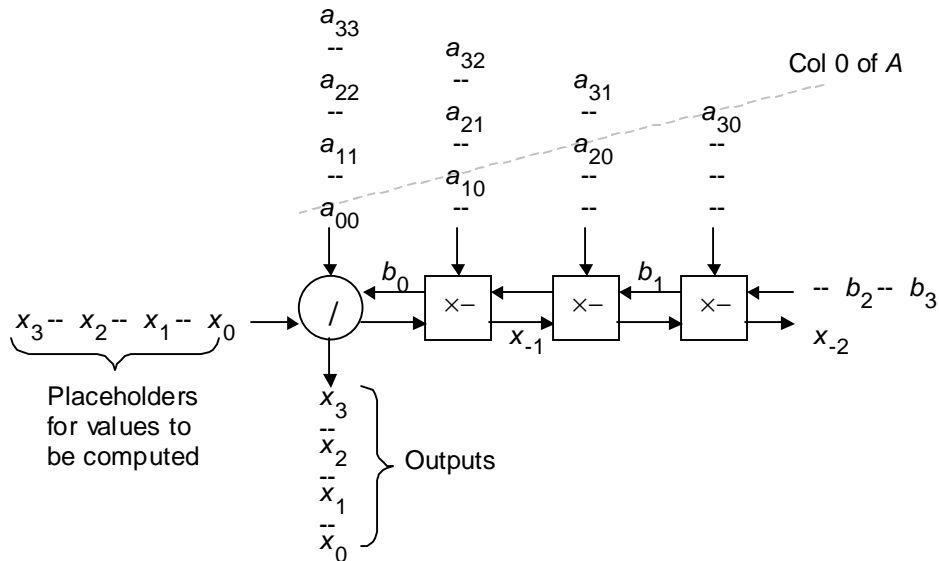 a33
--
a22
--
a11
--
a00
a32
--
a21
--
a10
--
a31
--
a20
--
--
a30
--
--
--
Col 0 of A
b0
b1
/
×–
×–
×–
-- b2 -- b3
x3 -- x2 -- x1 -- x0
x-1
x-2
Placeholders
for values to
be computed
x3
--
x2
--
x1
--
x0
Outputs